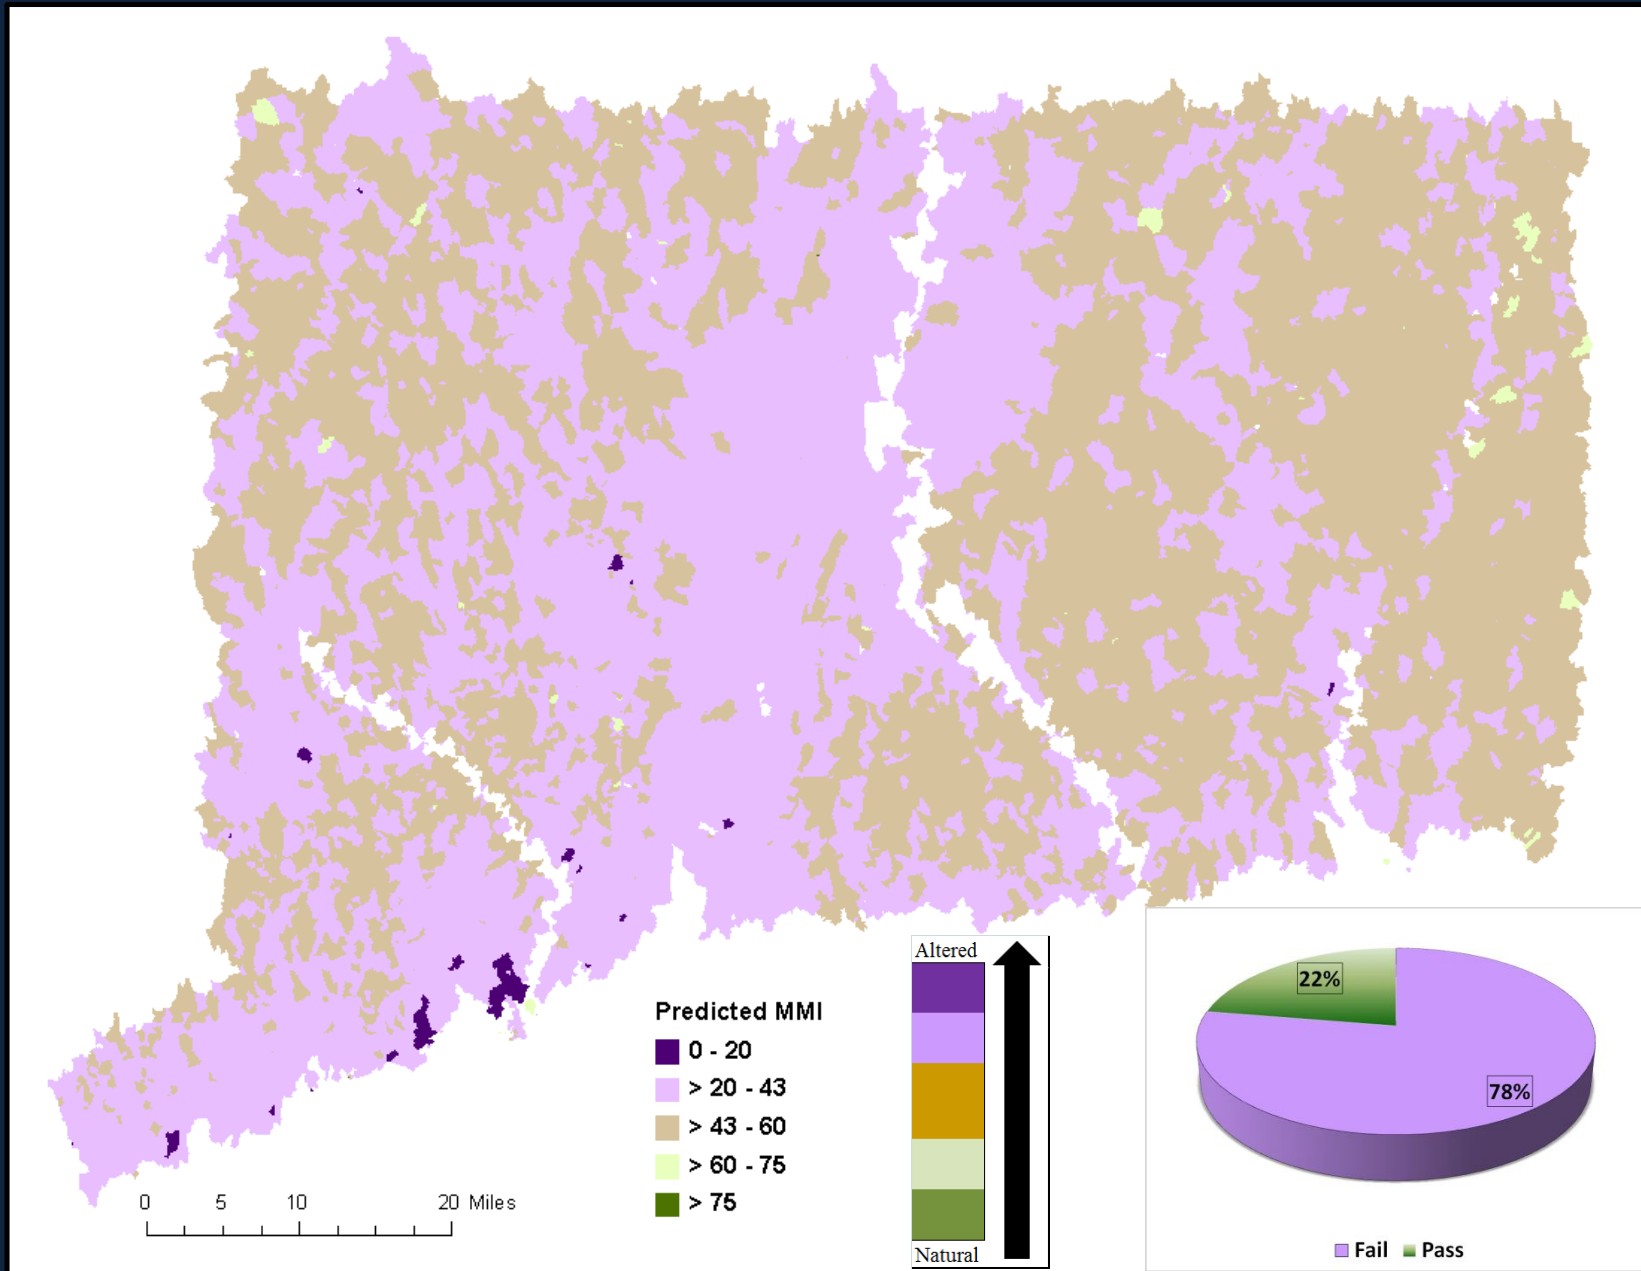 Predicted MMI
0 - 20
> 20 - 43
> 43 - 60
> 60 - 75
> 75
0 5 10 20 Miles
Altered
Natural
22%
78%
Fail Pass